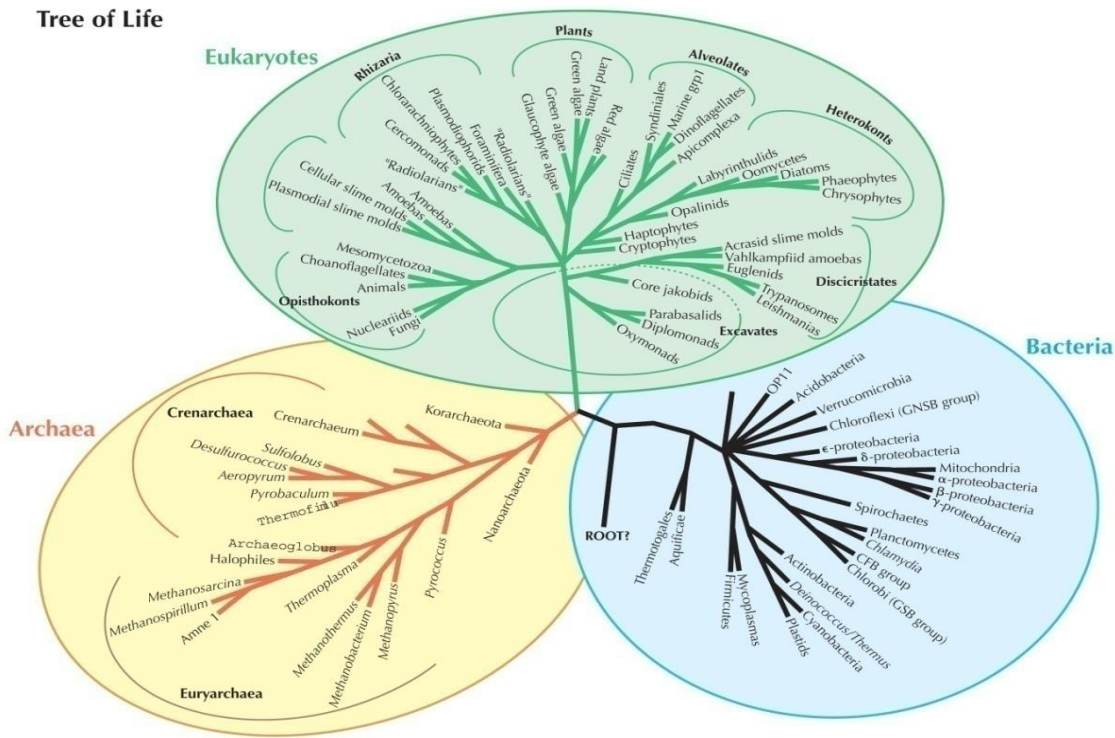 Tree of Life
Eukaryotes
Rhizaria
Plants
Alveolates
Heterokonts
Chlorarachniophytes
Plasmodiophorids
Cercomonads
Foraminifera
"Radiolarians"
"Radiolarians"
Glaucophyte algae
Green algae
Green algae
Land plants
Red algae
Ciliates
Syndiniales
Marine grp1
Dinoflagellates
Apicomplexa
Labyrinthulids
Oomycetes
Diatoms
Phaeophytes
Chrysophytes
Opalinids
Haptophytes
Cryptophytes
Cellular slime molds
Plasmodial slime molds
Amoebas
Amoebas
Mesomycetozoa
Choanoflagellates
Animals
Opisthokonts
Nucleariids
Fungi
Acrasid slime molds
Vahlkampfiid amoebas
Euglenids
Trypanosomes
Leishmanias
Discicristates
Core jakobids
Parabasalids
Diplomonads
Oxymonads
Excavates
Archaea
Crenarchaea
Crenarchaeum
Korarchaeota
Sulfolobus
Desulfurococcus
Aeropyrum
Pyrobaculum
Nanoarchaeota
Archaeoglobus
Halophiles
Methanosarcina
Methanospirillum
Amne 1
Thermoplasma
Methanothermus
Methanobacterium
Methanopyrus
Pyrococcus
Euryarchaea
Bacteria
OP11
Acidobacteria
Verrucomicrobia
Chloroflexi (GNSB group)
ϵ-proteobacteria
δ-proteobacteria
Mitochondria
α-proteobacteria
β-proteobacteria
γ-proteobacteria
Spirochaetes
Planctomycetes
Chlamydia
CFB group
Chlorobi (GSB group)
Actinobacteria
Deinococcus/Thermus
Cyanobacteria
Plastids
Mycoplasmas
Firmicutes
Aquificae
Thermotogales
ROOT?